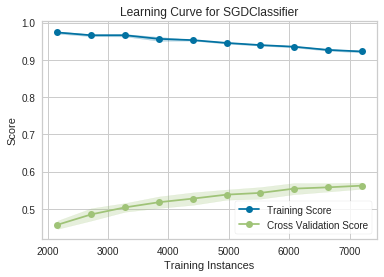 Learning Curve for SGDClassifier
1.0
0.9
0.8
0.7
0.6
0.5
Score
2000 3000 4000 5000 6000 7000
Training Instances
Training Score
Cross Validation Score